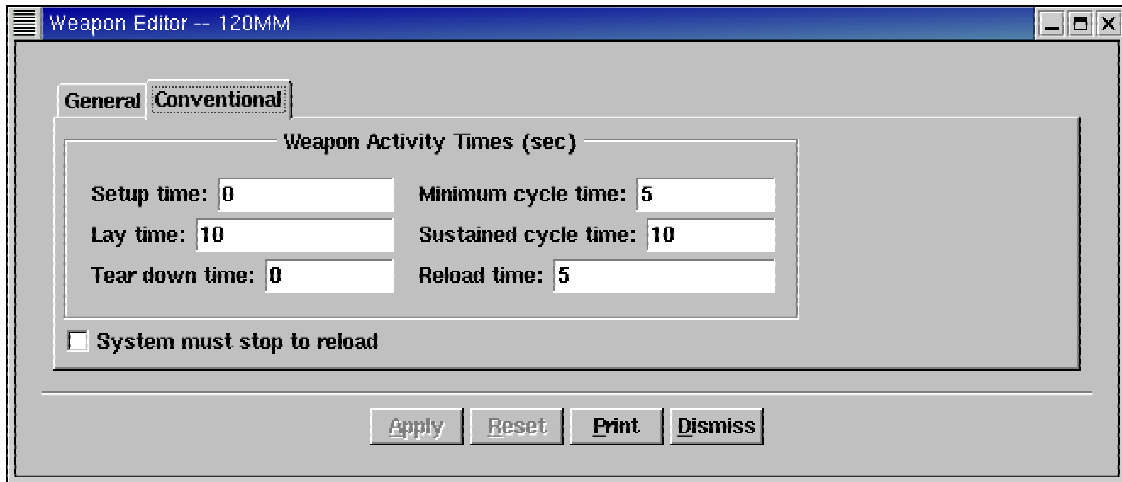 Weapon Editor -- 120MM
General Conventional
Weapon Activity Times (sec)
Setup time: 0 Minimum cycle time: 5
Lay time: 10 Sustained cycle time: 10
Tear down time: 0 Reload time: 5
System must stop to reload
Apply Reset Print Dismiss